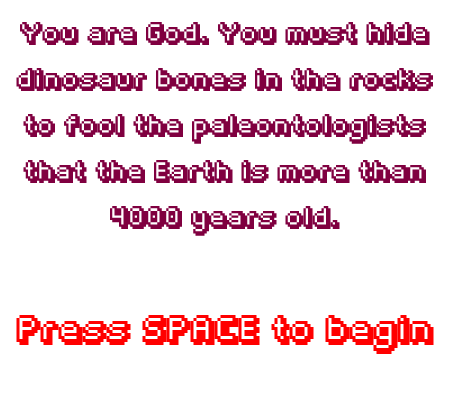 You are God. You must hide
dinosaur bones in the rocks
to fool the paleontologists
that the Earth is more than
4000 years old.
Press SPACE to begin